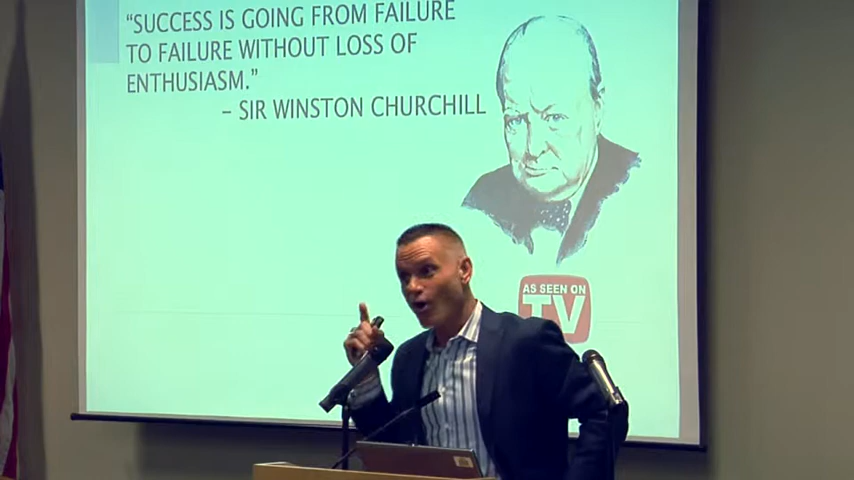 “SUCCESS IS GOING FROM FAILURE
TO FAILURE WITHOUT LOSS OF
ENTHUSIASM.”
– SIR WINSTON CHURCHILL
AS SEEN ON
TV